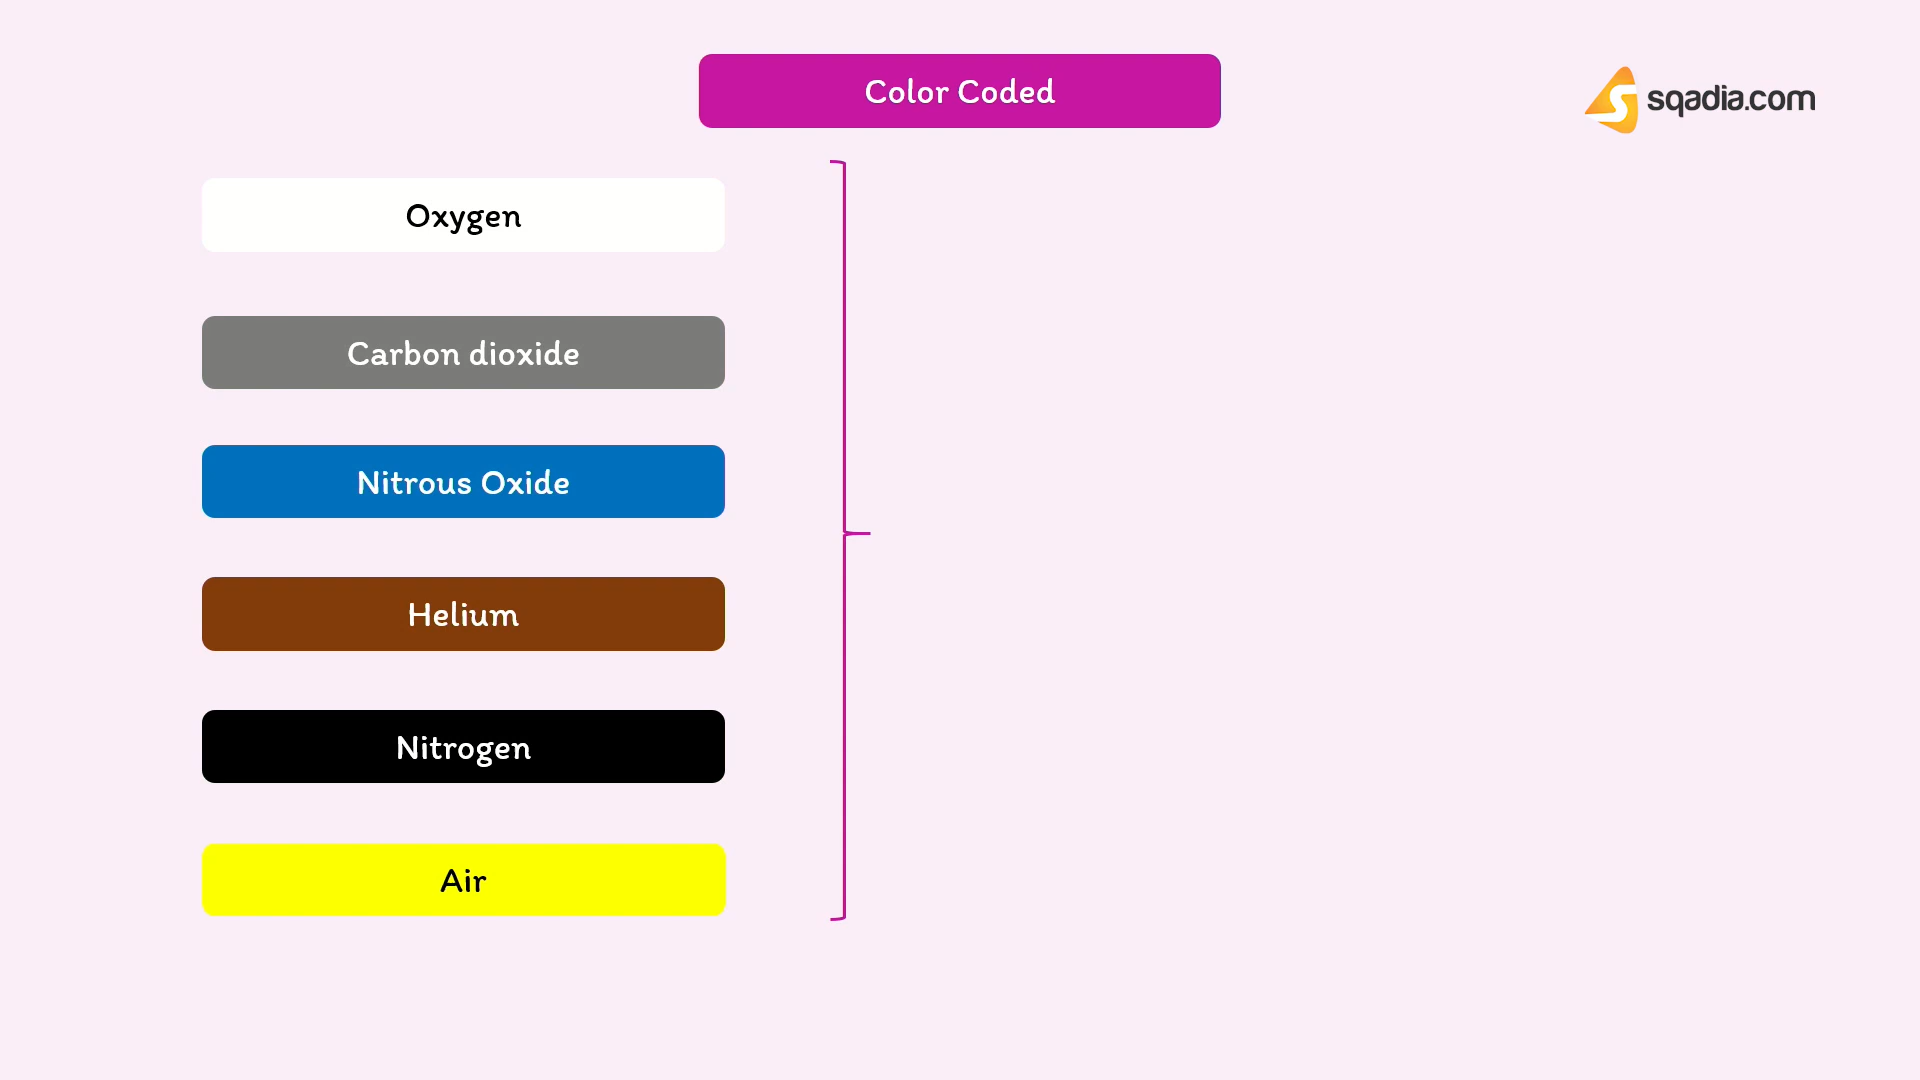 Color Coded
sqadia.com
Oxygen
Carbon dioxide
Nitrous Oxide
Helium
Nitrogen
Air